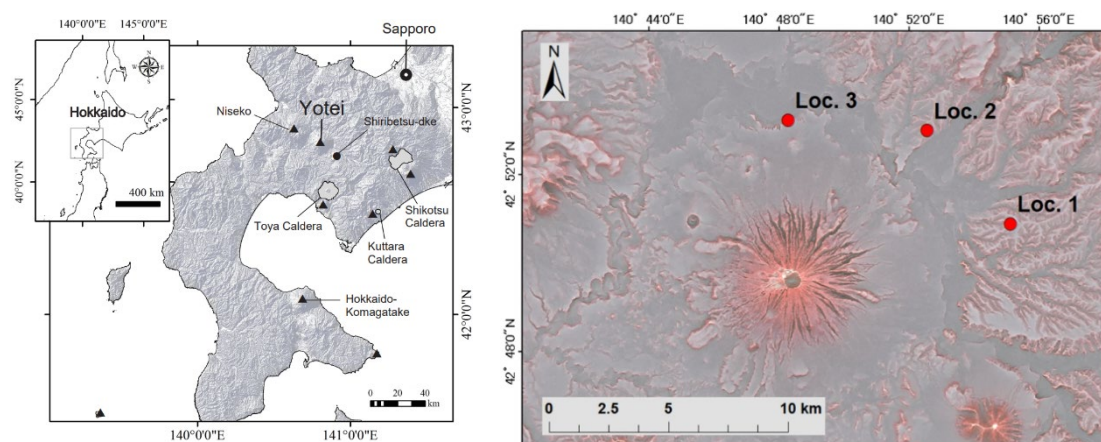 140°0'0"E
145°0'0"E
N
W
E
S
Hokkaido
45°0'0"N
40°0'0"N
400 km
Sapporo
Niseko
Yotei
Shiribetsu-dke
43°0'0"N
Shikotsu
Caldera
Toya Caldera
Kuttara
Caldera
Hokkaido-
Komagatake
42°0'0"N
0
20
40
km
140°0'0"E
141°0'0"E
140° 44'0"E
140° 48'0"E
140° 52'0"E
140° 56'0"E
N
Loc. 3
Loc. 2
Loc. 1
42° 52'0"N
42° 48'0"N
0
2.5
5
10 km